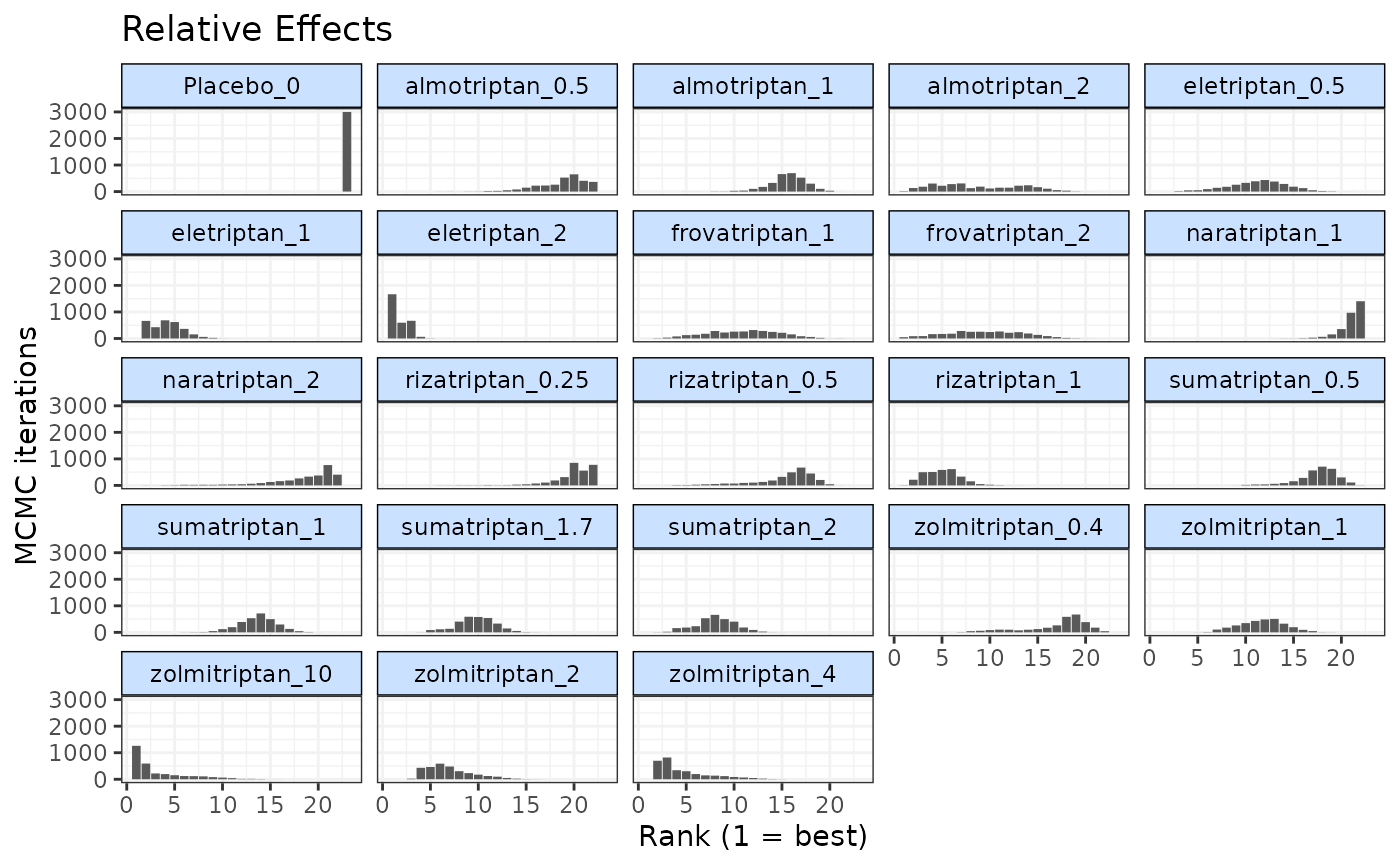 Relative Effects
Placebo_0 almotriptan_0.5 almotriptan_1 almotriptan_2 eletriptan_0.5
3000
2000
1000
0
eletriptan_1 eletriptan_2 frovatriptan_1 frovatriptan_2 naratriptan_1
3000
2000
1000
0
naratriptan_2 rizatriptan_0.25 rizatriptan_0.5 rizatriptan_1 sumatriptan_0.5
3000
2000
1000
0
sumatriptan_1 sumatriptan_1.7 sumatriptan_2 zolmitriptan_0.4 zolmitriptan_1
3000
2000
1000
0
0 5 10 15 20 0 5 10 15 20
zolmitriptan_10 zolmitriptan_2 zolmitriptan_4
3000
2000
1000
0
0 5 10 15 20 0 5 10 15 20 0 5 10 15 20
Rank (1 = best)
MCMC iterations